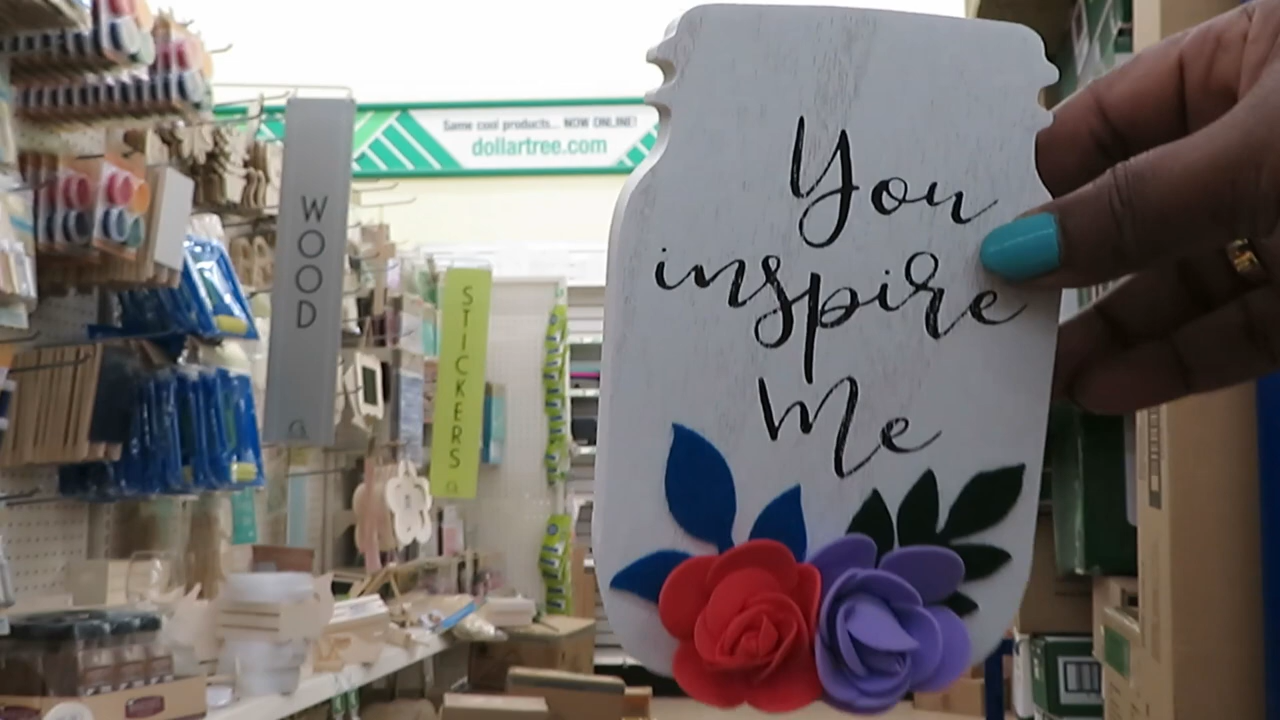 Same cool products... NOW ONLINE!
dollartree.com
WOOD
STICKERS
You
inspire
Me